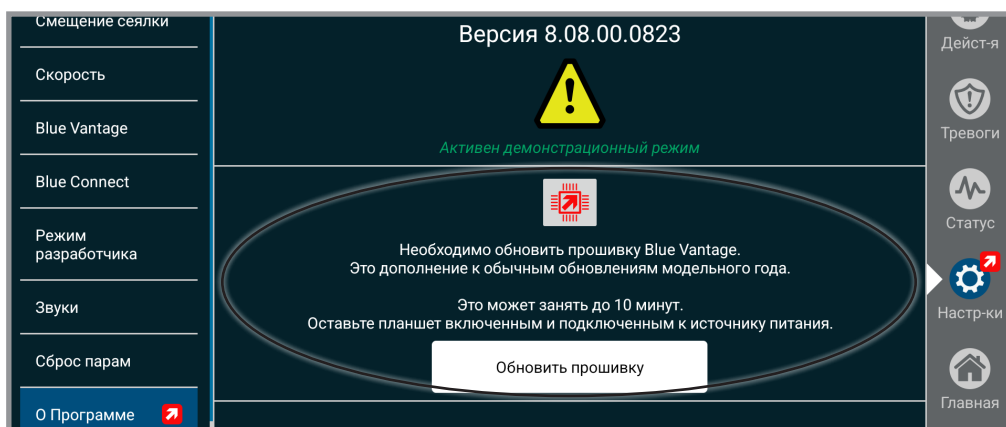 Смещение сеялки
Скорость
Blue Vantage
Blue Connect
Режим
разработчика
Звуки
Сброс парам
О Программе
Версия 8.08.00.0823
Активен демонстрационный режим
Необходимо обновить прошивку Blue Vantage.
Это дополнение к обычным обновлениям модельного года.
Это может занять до 10 минут.
Оставьте планшет включенным и подключенным к источнику питания.
Обновить прошивку
Дейст-я
Тревоги
Статус
Настр-ки
Главная